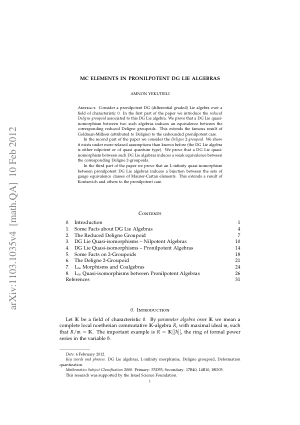 MC ELEMENTS IN PRONILPOTENT DG LIE ALGEBRAS
AMNON YEKUTIELI
ABSTRACT. Consider a pronilpotent DG (differential graded) Lie algebra over a
field of characteristic 0. In the first part of the paper we introduce the reduced
Deligne groupoid associated to this DG Lie algebra. We prove that a DG Lie quasi-
isomorphism between two such algebras induces an equivalence between the
corresponding reduced Deligne groupoids. This extends the famous result of
Goldman-Millson (attributed to Deligne) to the unbounded pronilpotent case.
In the second part of the paper we consider the Deligne 2-groupoid. We show
it exists under more relaxed assumptions than known before (the DG Lie algebra
is either nilpotent or of quasi quantum type). We prove that a DG Lie quasi-
isomorphism between such DG Lie algebras induces a weak equivalence between
the corresponding Deligne 2-groupoids.
In the third part of the paper we prove that an L-infinity quasi-isomorphism
between pronilpotent DG Lie algebras induces a bijection between the sets of
gauge equivalence classes of Maurer-Cartan elements. This extends a result of
Kontsevich and others to the pronilpotent case.
CONTENTS
0. Introduction 1
1. Some Facts about DG Lie Algebras 4
2. The Reduced Deligne Groupoid 7
3. DG Lie Quasi-isomorphisms – Nilpotent Algebras 10
4. DG Lie Quasi-isomorphisms – Pronilpotent Algebras 14
5. Some Facts on 2-Groupoids 18
6. The Deligne 2-Groupoid 21
7. L∞ Morphisms and Coalgebras 24
8. L∞ Quasi-isomorphisms between Pronilpotent Algebras 26
References 31
0. INTRODUCTION
Let K be a field of characteristic 0. By parameter algebra over K we mean a
complete local noetherian commutative K-algebra R, with maximal ideal m, such
that R/m = K. The important example is R = K[[ħ]], the ring of formal power
series in the variable ħ.
Date: 6 February 2012.
Key words and phrases. DG Lie algebras, L-infinity morphisms, Deligne groupoid, Deformation
quantization.
Mathematics Subject Classification 2000. Primary: 53D55; Secondary: 17B40, 14B10, 18D05.
This research was supported by the Israel Science Foundation.
1
arXiv:1103.1035v4 [math.QA] 10 Feb 2012